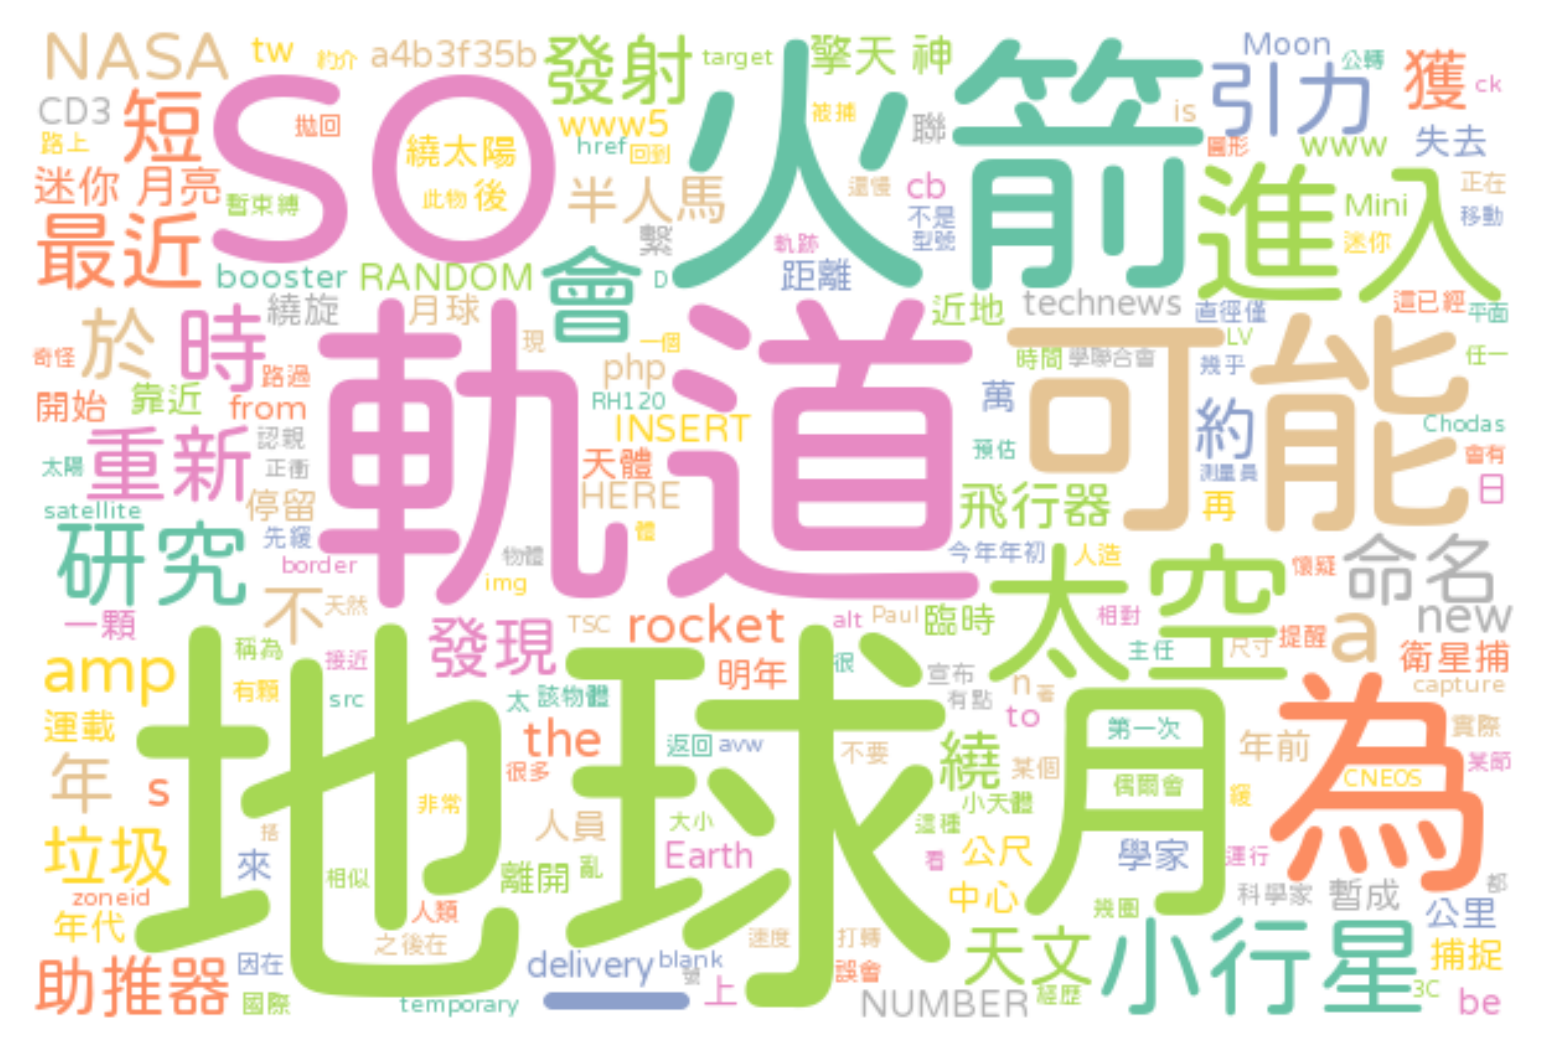 NASA
tw
約介
a4b3f35b
發射
target
擎天 神
Moon
公轉
獲
ck
CD3
短
SO
拋回
繞太陽
此物 後
www5
href
回到
火箭
被捕
聯
is
引力
圓形
www
失去
路上
迷你 月亮
暫束縛
半人馬
還慢
cb
不是
型號
進入
Mini
正在
移動
迷你
最近
繫
軌跡
booster
RANDOM
會
D
距離
於
時
繞旋
月球
近地
technews
直徑僅
這已經
平面
奇怪
路過
軌道
現
一個
php
時間
學聯合會
LV
幾乎
任一
可能
開始
靠近
from
RH120
萬
約
INSERT
Chodas
重新
認親
正衝
太陽
天體
預估
測量員
會有
停留
HERE
飛行器
再
日
satellite
研究
先緩
體
border
物體
img
今年年初
人造
懷疑
命名
一顆
不
天然
發現
TSC
rocket
alt
Paul
臨時
太空
相對
主任
尺寸
提醒
a
new
衛星捕
capture
amp
稱為
有顆
接近
src
明年
很
宣布
有點
n
著
to
太
該物體
運載
地球
the
很多
返回
avw
不要
繞
某個
月
第一次
偶爾會
年前
為
實際
某節
CNEOS
年
s
非常
小天體
緩
垃圾
搭
來
相似
人員
大小
Earth
這種
看
公尺
學家
運行
離開
亂
zoneid
年代
人類
之後在
中心
幾圈
科學家
暫成
都
公里
助推器
因在
國際
temporary
delivery
blank
號
上
速度
打轉
誤會
NUMBER
經歷
天文
小行星
捕捉
3C
be